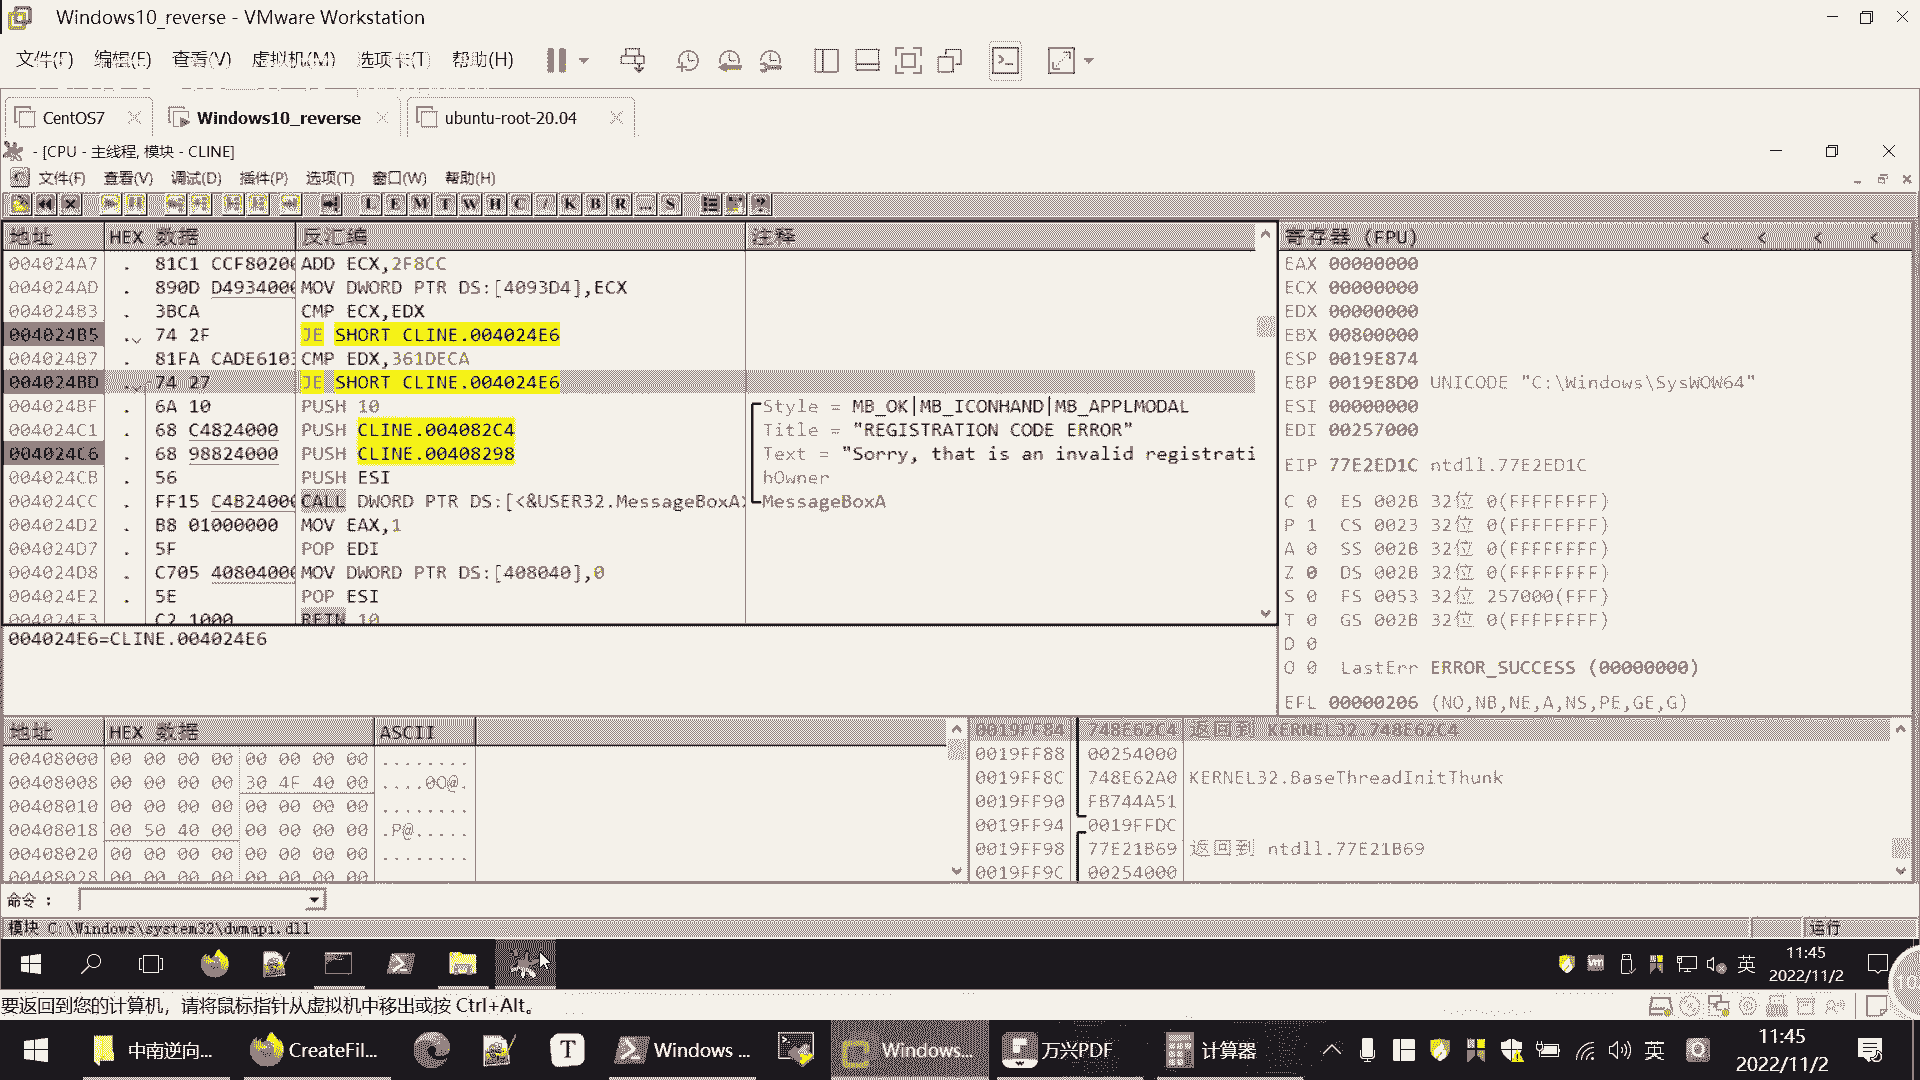 Windows10_reverse - VMware Workstation
文件(F) 编辑(E) 查看(V) 虚拟机(M) 选项卡(T) 帮助(H)
CentOS7 Windows10_reverse ubuntu-root-20.04
- [CPU - 主线程, 模块 - CLINE]
文件(F) 查看(V) 调试(D) 插件(P) 选项(T) 窗口(W) 帮助(H)
L E M T W H C / K B R ... S
地址 HEX 数据 反汇编 注释
004024A7 . 81C1 CCF80200 ADD ECX,2F8CC
004024AD . 890D D4934000 MOV DWORD PTR DS:[4093D4],ECX
004024B3 . 3BCA CMP ECX,EDX
004024B5 . 74 2F JE SHORT CLINE.004024E6
004024B7 . 81FA CADE6103 CMP EDX,361DECA
004024BD . 74 27 JE SHORT CLINE.004024E6
004024BF . 6A 10 PUSH 10 Style = MB_OK|MB_ICONHAND|MB_APPLMODAL
004024C1 . 68 C4824000 PUSH CLINE.004082C4 Title = "REGISTRATION CODE ERROR"
004024C6 . 68 98824000 PUSH CLINE.00408298 Text = "Sorry, that is an invalid registrati
004024CB . 56 PUSH ESI hOwner
004024CC . FF15 C4B24000 CALL DWORD PTR DS:[<&USER32.MessageBoxA> MessageBoxA
004024D2 . B8 01000000 MOV EAX,1
004024D7 . 5F POP EDI
004024D8 . C705 40804000 MOV DWORD PTR DS:[408040],0
004024E2 . 5E POP ESI
004024E3 . C2 1000 RETN 10
004024E6=CLINE.004024E6
寄存器 (FPU) < < < <
EAX 00000000
ECX 00000000
EDX 00000000
EBX 00800000
ESP 0019E874
EBP 0019E8D0 UNICODE "C:\Windows\SysWOW64"
ESI 00000000
EDI 00257000
EIP 77E2ED1C ntdll.77E2ED1C
C 0 ES 002B 32位 0(FFFFFFFF)
P 1 CS 0023 32位 0(FFFFFFFF)
A 0 SS 002B 32位 0(FFFFFFFF)
Z 0 DS 002B 32位 0(FFFFFFFF)
S 0 FS 0053 32位 257000(FFF)
T 0 GS 002B 32位 0(FFFFFFFF)
D 0
O 0 LastErr ERROR_SUCCESS (00000000)
EFL 00000206 (NO,NB,NE,A,NS,PE,GE,G)
地址 HEX 数据 ASCII
00408000 00 00 00 00 00 00 00 00 ........
00408008 00 00 00 00 30 4F 40 00 ....0O@.
00408010 00 00 00 00 00 00 00 00 ........
00408018 00 50 40 00 00 00 00 00 .P@.....
00408020 00 00 00 00 00 00 00 00 ........
00408028 00 00 00 00 00 00 00 00
0019FF84 748E62C4 返回到 KERNEL32.748E62C4
0019FF88 00254000
0019FF8C 748E62A0 KERNEL32.BaseThreadInitThunk
0019FF90 FB744A51
0019FF94 0019FFDC
0019FF98 77E21B69 返回到 ntdll.77E21B69
0019FF9C 00254000
命令 :
模块 C:\Windows\system32\dwmapi.dll 运行
英 11:45
2022/11/2
要返回到您的计算机，请将鼠标指针从虚拟机中移出或按 Ctrl+Alt。
中南逆向... CreateFil... Windows ... Windows... 万兴PDF 计算器 英 11:45
2022/11/2